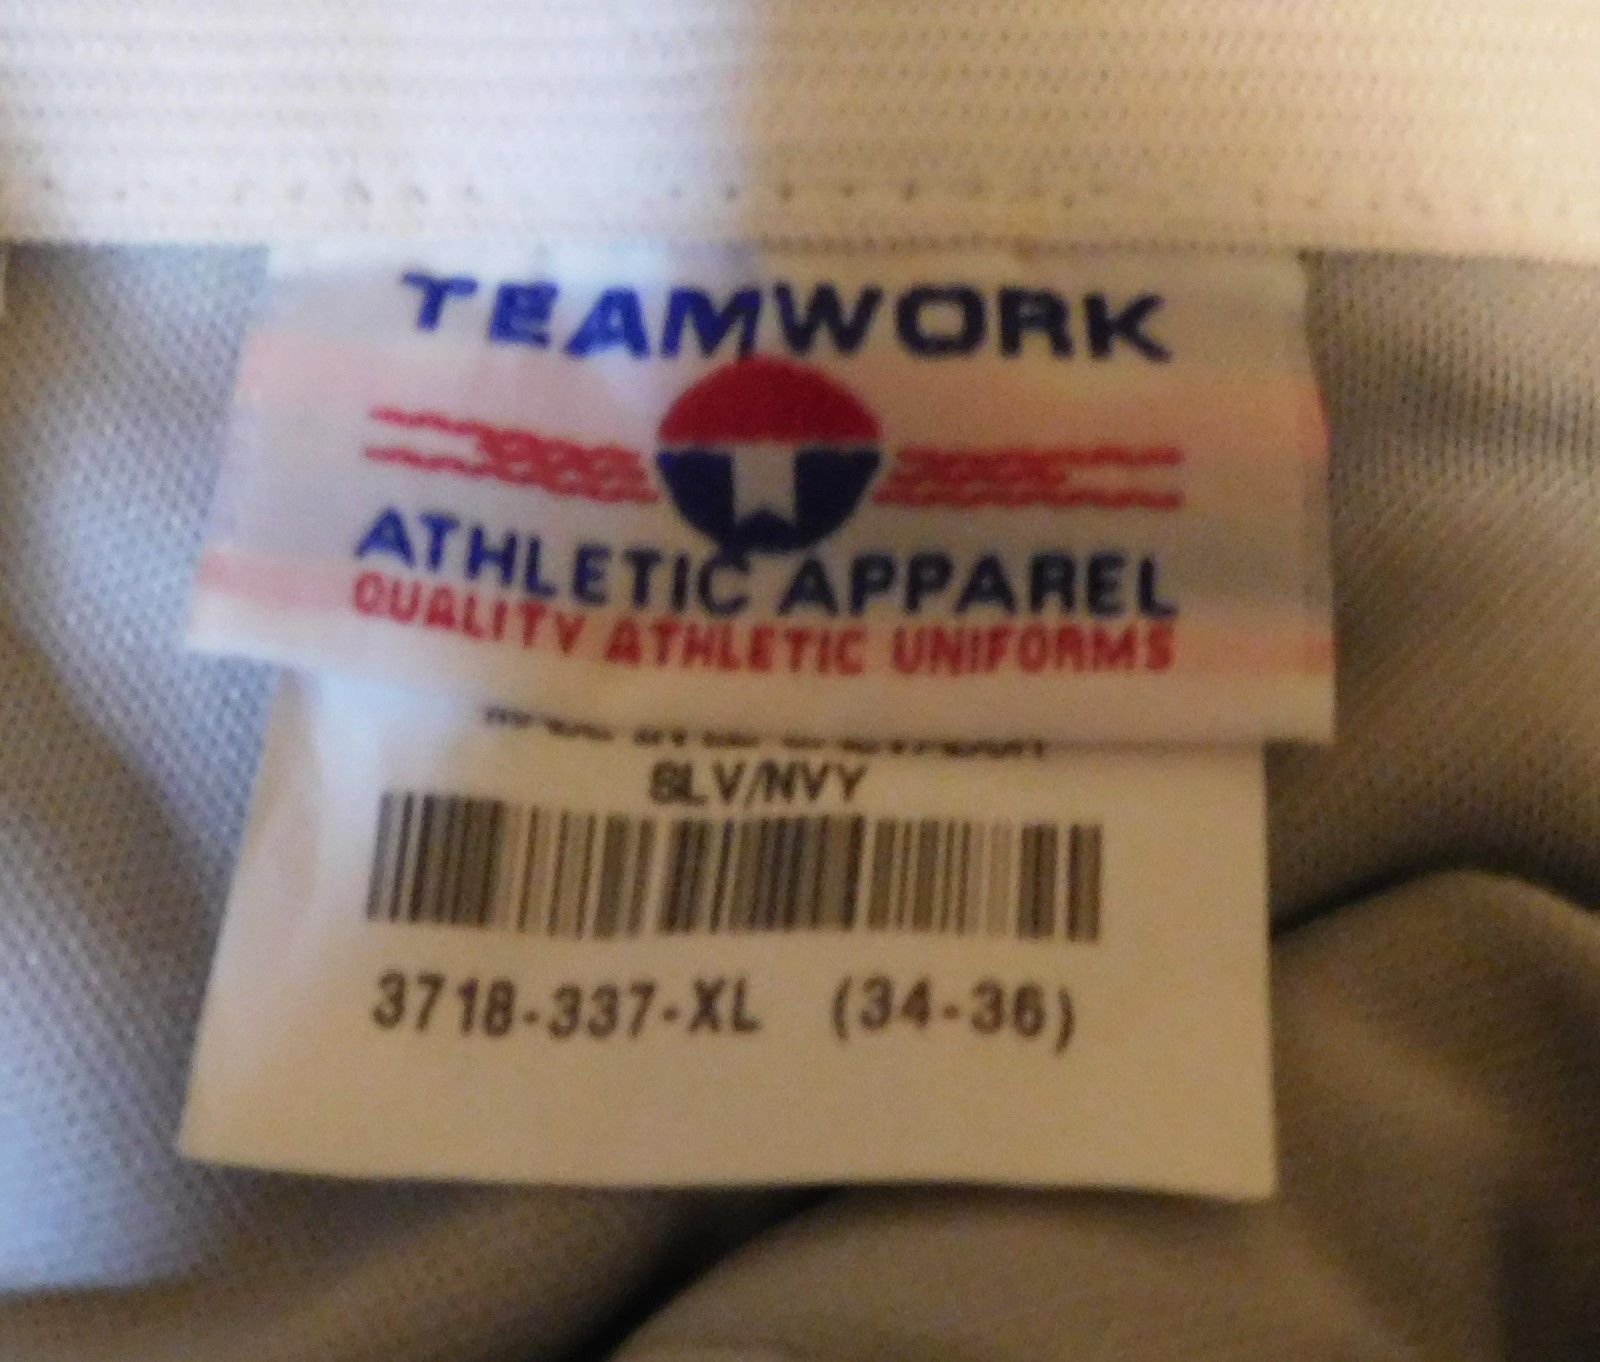 TEAMWORK
ATHLETIC APPAREL
QUALITY ATHLETIC UNIFORMS
SLV/NVY
3718-337-XL (34-36)